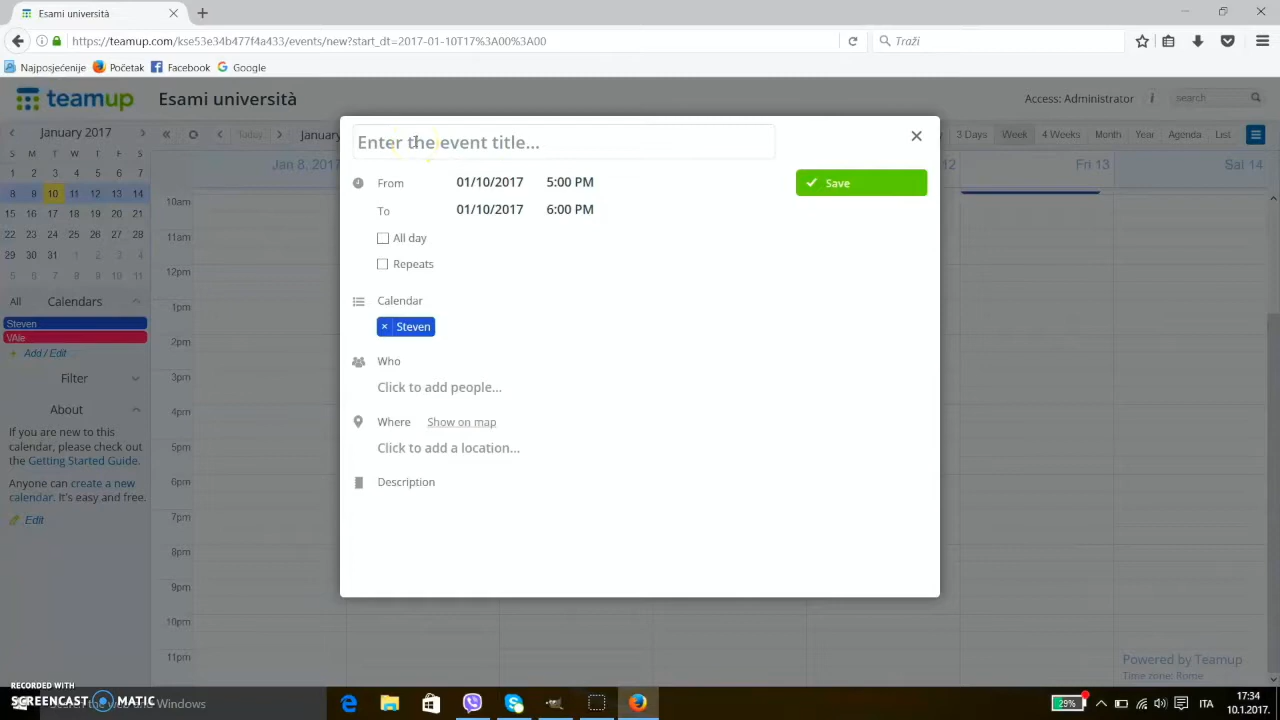 Esami università
https://teamup.com/kse53e34b477f4a433/events/new?start_dt=2017-01-10T17%3A00%3A00
Traži
Najposjećenije Početak Facebook Google
teamup Esami università Access: Administrator i search
January 2017 Today January 3 Days Week 4 Weeks Month Year Agenda List
S M T W T F S
1 2 3 4 5 6 7
8 9 10 11 12 13 14
15 16 17 18 19 20 21
22 23 24 25 26 27 28
29 30 31 1 2 3 4
5 6 7 8 9 10 11
All Calendars
Steven
VAle
Add / Edit
Filter
About
If you are new to this
calendar, please check out
the Getting Started Guide.
Anyone can create a new
calendar. It's easy and free.
Edit
Jan 8, 201 12 Fri 13 Sat 14
10am
11am
12pm
1pm
2pm
3pm
4pm
5pm
6pm
7pm
8pm
9pm
10pm
11pm
Enter the event title...
From 01/10/2017 5:00 PM
Save
To 01/10/2017 6:00 PM
All day
Repeats
Calendar
× Steven
Who
Click to add people...
Where Show on map
Click to add a location...
Description
Powered by Teamup
Time zone: Rome
RECORDED WITH
SCREENCAST MATIC
Windows
29% ITA 17:34
10.1.2017.